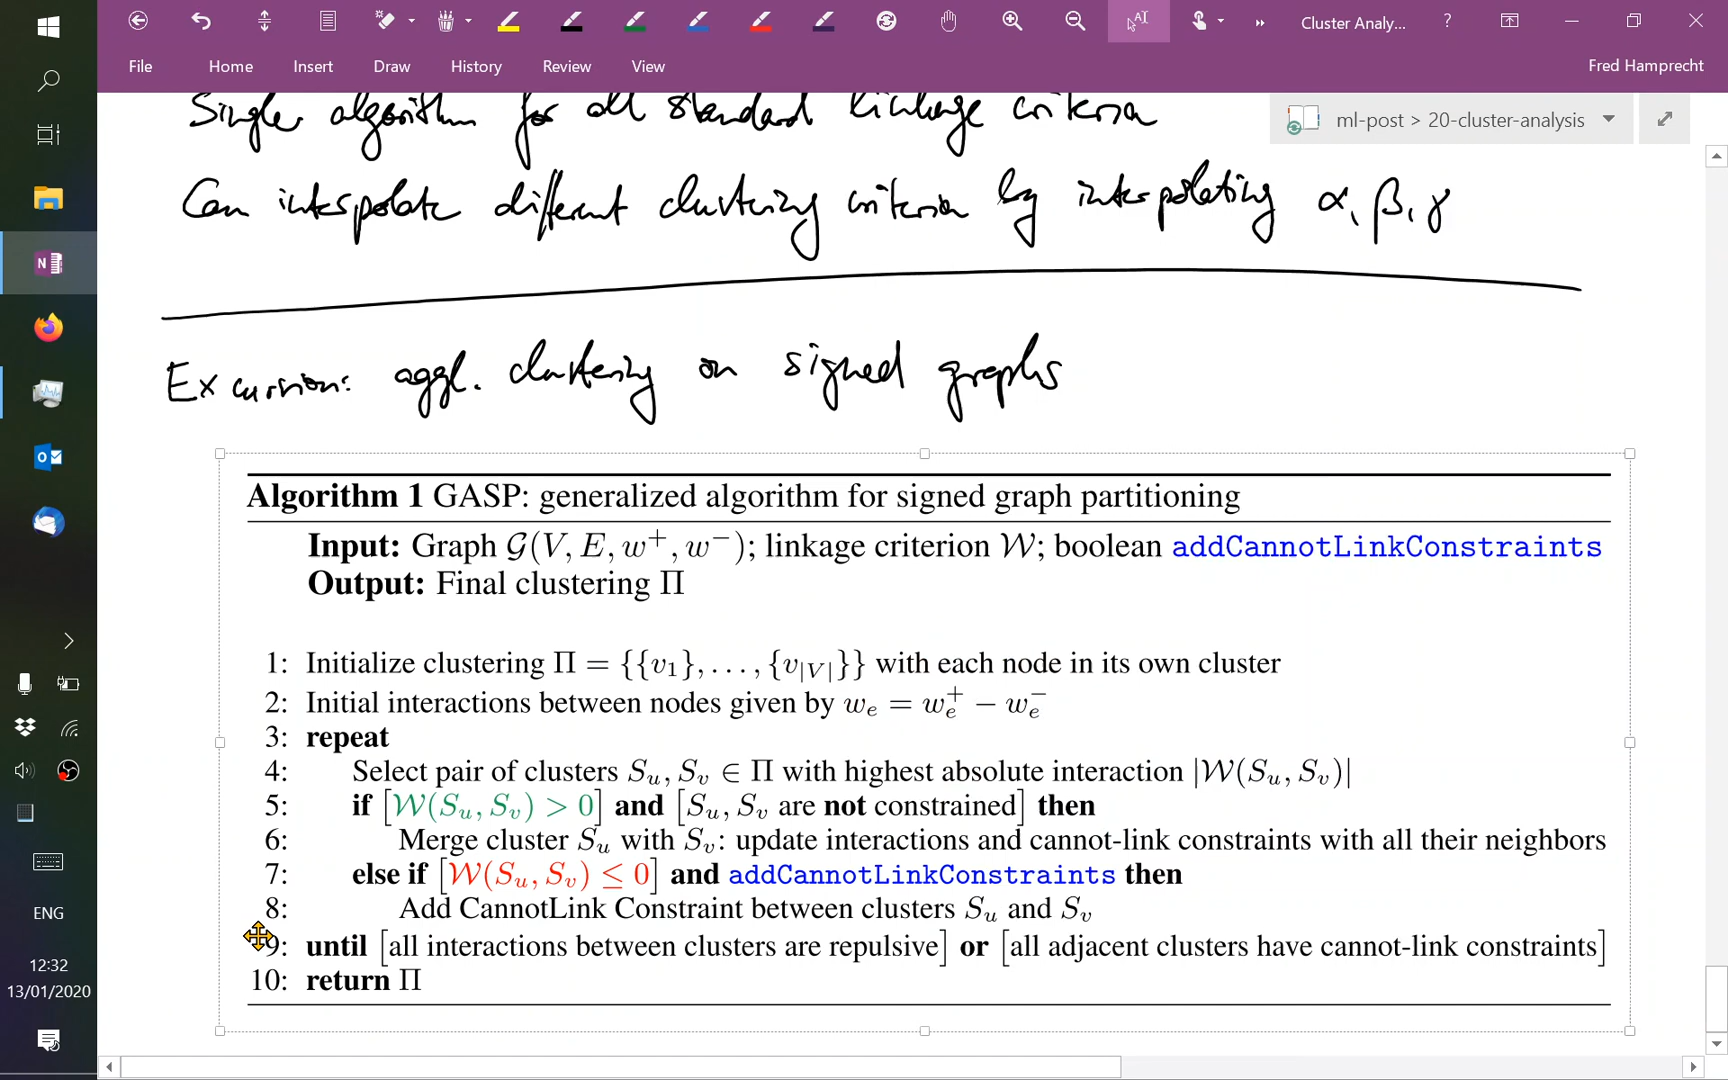 Cluster Analy...
?
File Home Insert Draw History Review View
Fred Hamprecht
ml-post > 20-cluster-analysis
Single algorithm for all standard linkage criteria
Can interpolate different clustering criteria by interpolating α, β, γ
Excursion: aggl. clustering on signed graphs
Algorithm 1 GASP: generalized algorithm for signed graph partitioning
Input: Graph 𝒢(V, E, w⁺, w⁻); linkage criterion 𝒲; boolean addCannotLinkConstraints
Output: Final clustering Π
1: Initialize clustering Π = {{v₁}, . . . , {v_|V|}} with each node in its own cluster
2: Initial interactions between nodes given by wₑ = wₑ⁺ − wₑ⁻
3: repeat
4: Select pair of clusters Sᵤ, Sᵥ ∈ Π with highest absolute interaction |𝒲(Sᵤ, Sᵥ)|
5: if [𝒲(Sᵤ, Sᵥ) > 0] and [Sᵤ, Sᵥ are not constrained] then
6: Merge cluster Sᵤ with Sᵥ: update interactions and cannot-link constraints with all their neighbors
7: else if [𝒲(Sᵤ, Sᵥ) ≤ 0] and addCannotLinkConstraints then
8: Add CannotLink Constraint between clusters Sᵤ and Sᵥ
9: until [all interactions between clusters are repulsive] or [all adjacent clusters have cannot-link constraints]
10: return Π
ENG
12:32
13/01/2020